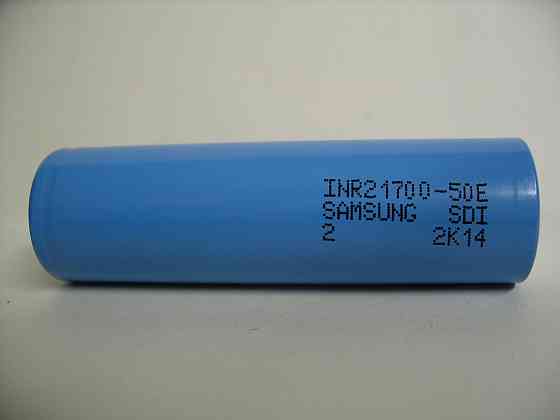 INR21700-50E
SAMSUNG SDI
2 2K14